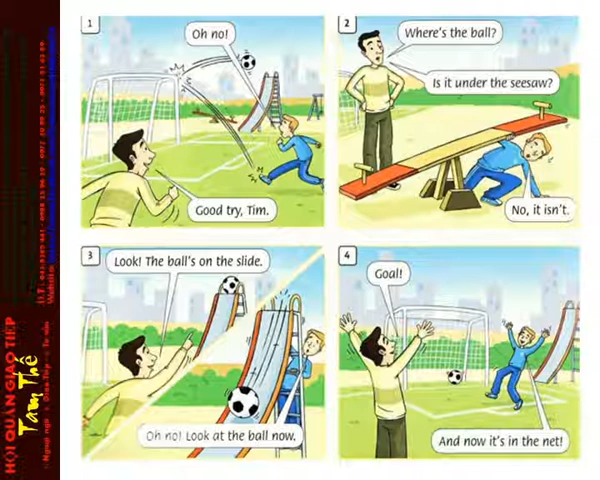 1
Oh no!
Good try, Tim.
2
Where's the ball?
Is it under the seesaw?
No, it isn't.
3
Look! The ball's on the slide.
Oh no! Look at the ball now.
4
Goal!
And now it's in the net!
HỘI QUÁN GIAO TIẾP
Tam Thể
Website